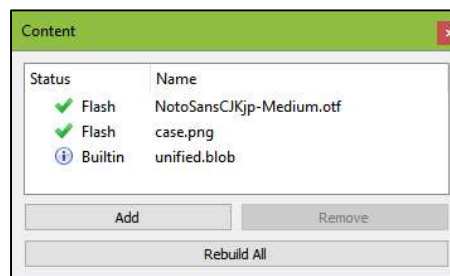 Content
Status Name
Flash NotoSansCJKjp-Medium.otf
Flash case.png
Builtin unified.blob
Add Remove
Rebuild All